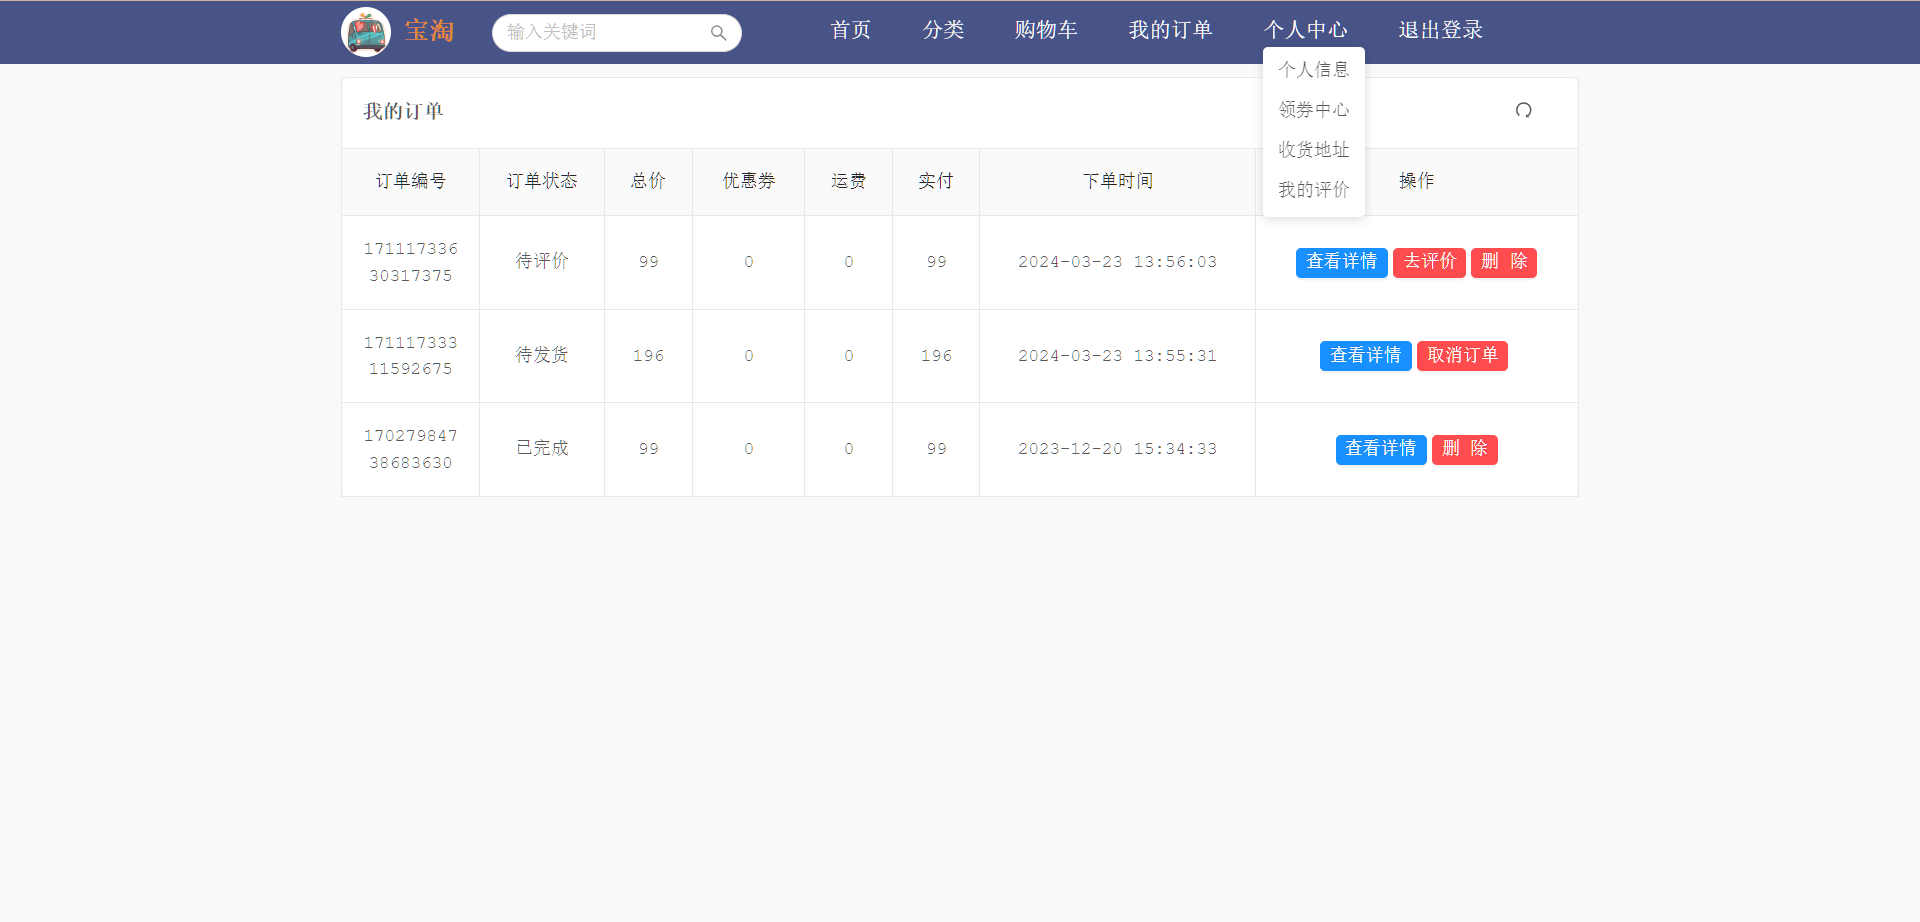 宝淘 输入关键词 首页 分类 购物车 我的订单 个人中心 退出登录
个人信息
领券中心
收货地址
我的评价
我的订单
订单编号 订单状态 总价 优惠券 运费 实付 下单时间 操作
171117336
30317375
待评价 99 0 0 99 2024-03-23 13:56:03 查看详情 去评价 删 除
171117333
11592675
待发货 196 0 0 196 2024-03-23 13:55:31 查看详情 取消订单
170279847
38683630
已完成 99 0 0 99 2023-12-20 15:34:33 查看详情 删 除